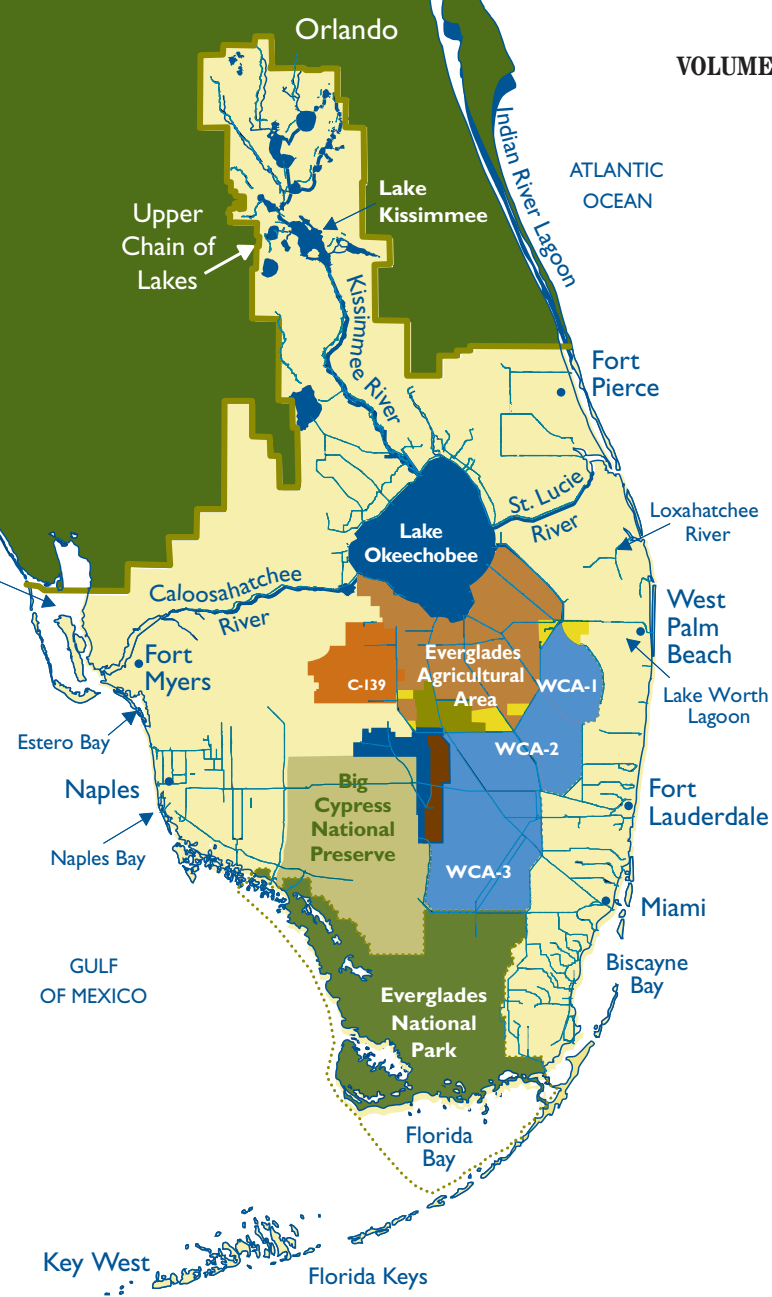 Orlando
VOLUME
Indian River Lagoon
ATLANTIC
OCEAN
Lake
Kissimmee
Upper
Chain of
Lakes
Kissimmee River
Fort
Pierce
St. Lucie
River
Loxahatchee
River
Lake
Okeechobee
Caloosahatchee
River
West
Palm
Beach
Fort
Myers
Everglades
Agricultural
Area
C-139
WCA-1
Lake Worth
Lagoon
Estero Bay
WCA-2
Naples
Big
Cypress
National
Preserve
Fort
Lauderdale
Naples Bay
WCA-3
Miami
GULF
OF MEXICO
Biscayne
Bay
Everglades
National
Park
Florida
Bay
Key West
Florida Keys